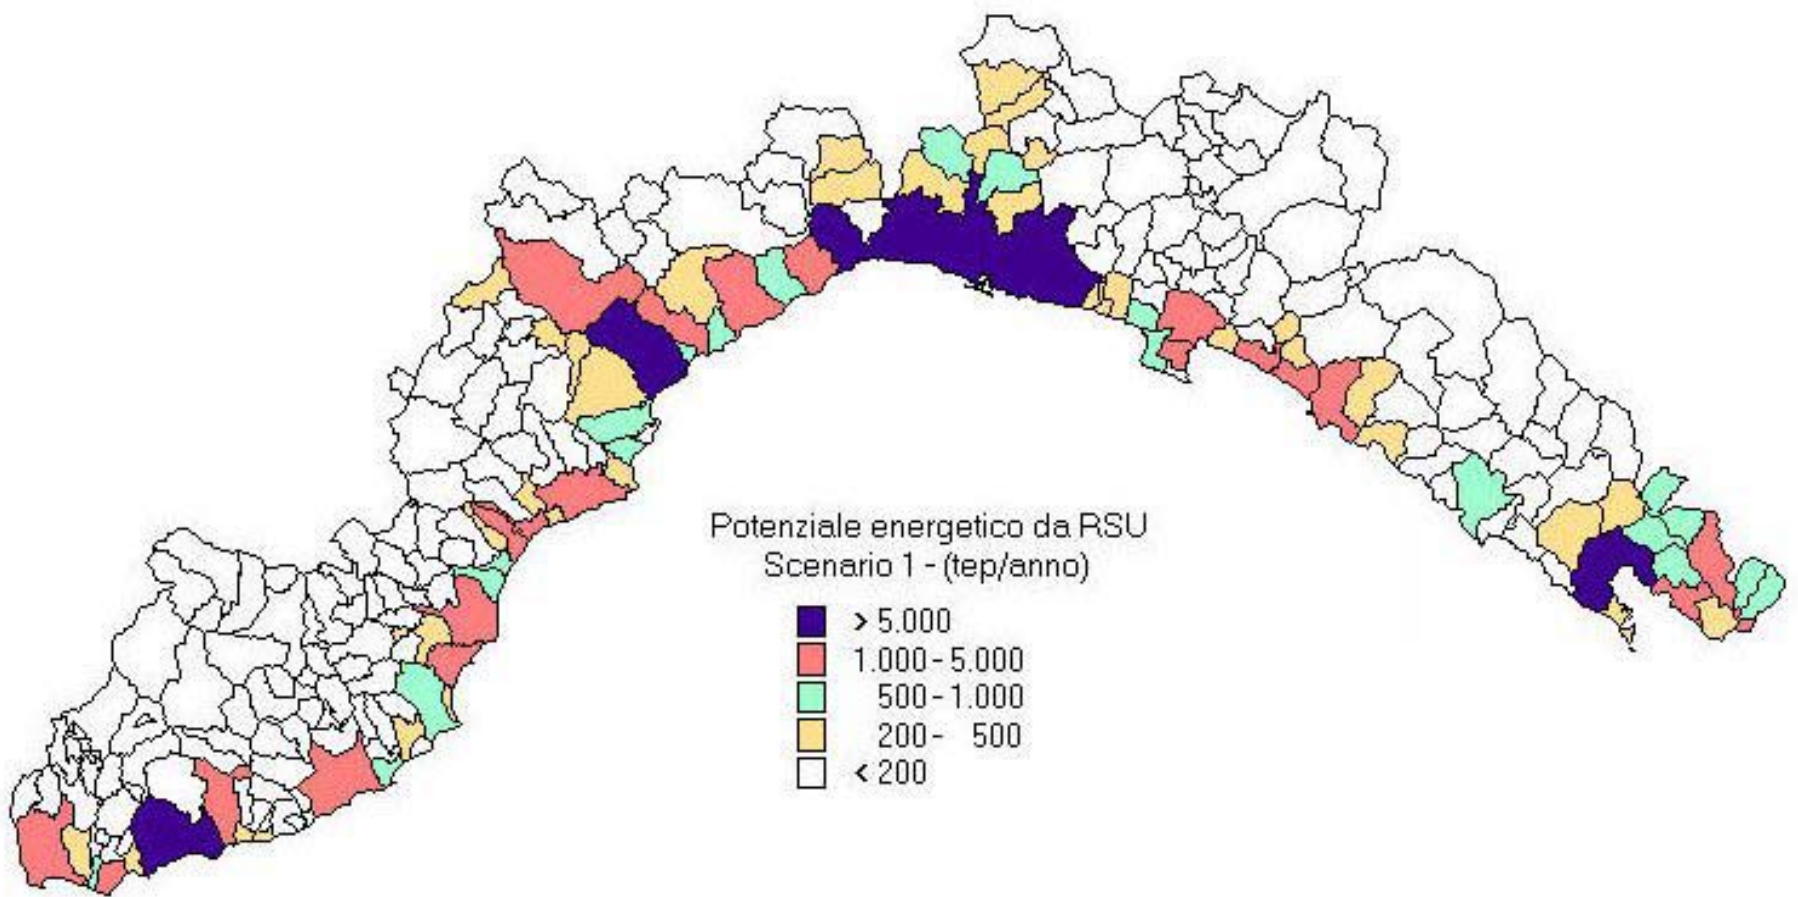 Potenziale energetico da RSU
Scenario 1 - (tep/anno)
> 5.000
1.000 - 5.000
500 - 1.000
200 - 500
< 200